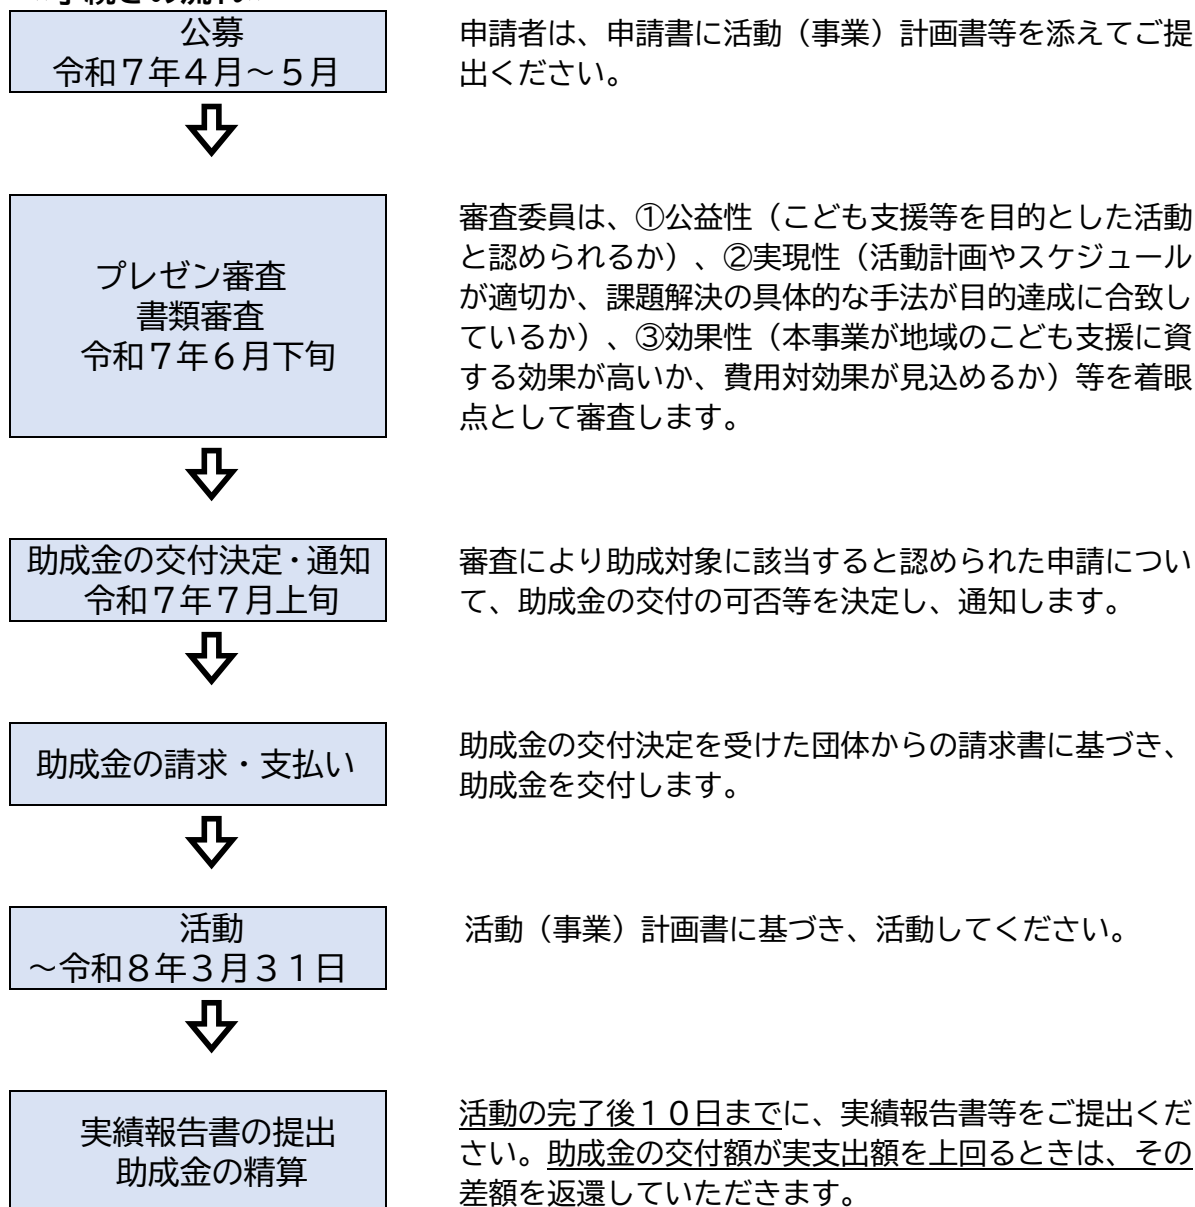 公募
令和７年４月～５月
申請者は、申請書に活動（事業）計画書等を添えてご提
出ください。
プレゼン審査
書類審査
令和７年６月下旬
審査委員は、①公益性（こども支援等を目的とした活動
と認められるか）、②実現性（活動計画やスケジュール
が適切か、課題解決の具体的な手法が目的達成に合致し
ているか）、③効果性（本事業が地域のこども支援に資
する効果が高いか、費用対効果が見込めるか）等を着眼
点として審査します。
助成金の交付決定・通知
令和７年７月上旬
審査により助成対象に該当すると認められた申請につい
て、助成金の交付の可否等を決定し、通知します。
助成金の請求・支払い
助成金の交付決定を受けた団体からの請求書に基づき、
助成金を交付します。
活動
～令和８年３月３１日
活動（事業）計画書に基づき、活動してください。
実績報告書の提出
助成金の精算
活動の完了後１０日までに、実績報告書等をご提出くだ
さい。助成金の交付額が実支出額を上回るときは、その
差額を返還していただきます。